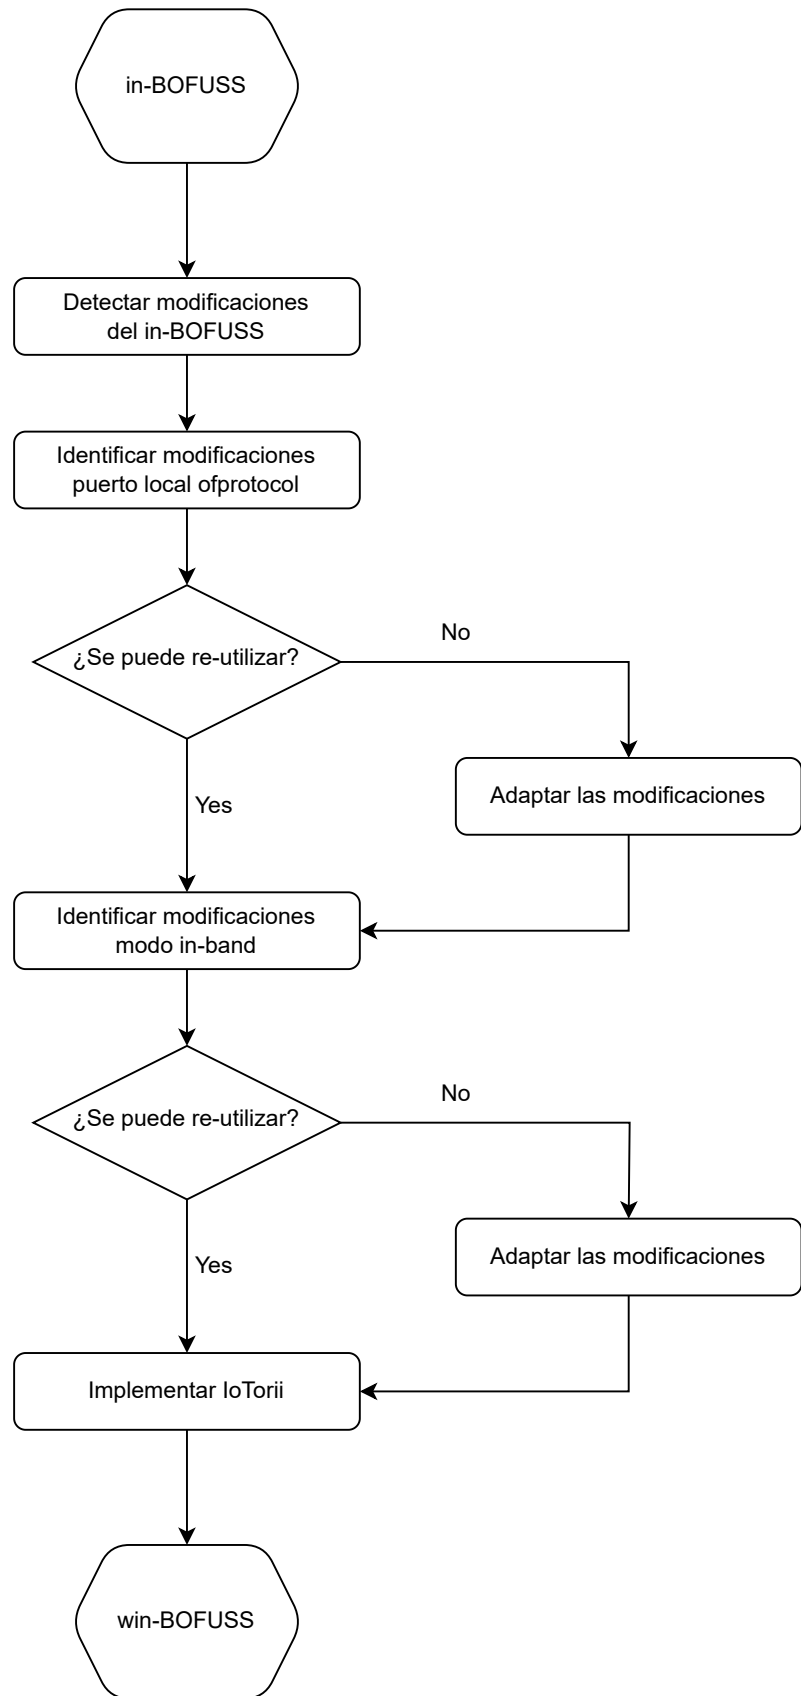 in-BOFUSS
Detectar modificaciones
del in-BOFUSS
Identificar modificaciones
puerto local ofprotocol
¿Se puede re-utilizar?
No
Yes
Adaptar las modificaciones
Identificar modificaciones
modo in-band
¿Se puede re-utilizar?
No
Yes
Adaptar las modificaciones
Implementar IoTorii
win-BOFUSS